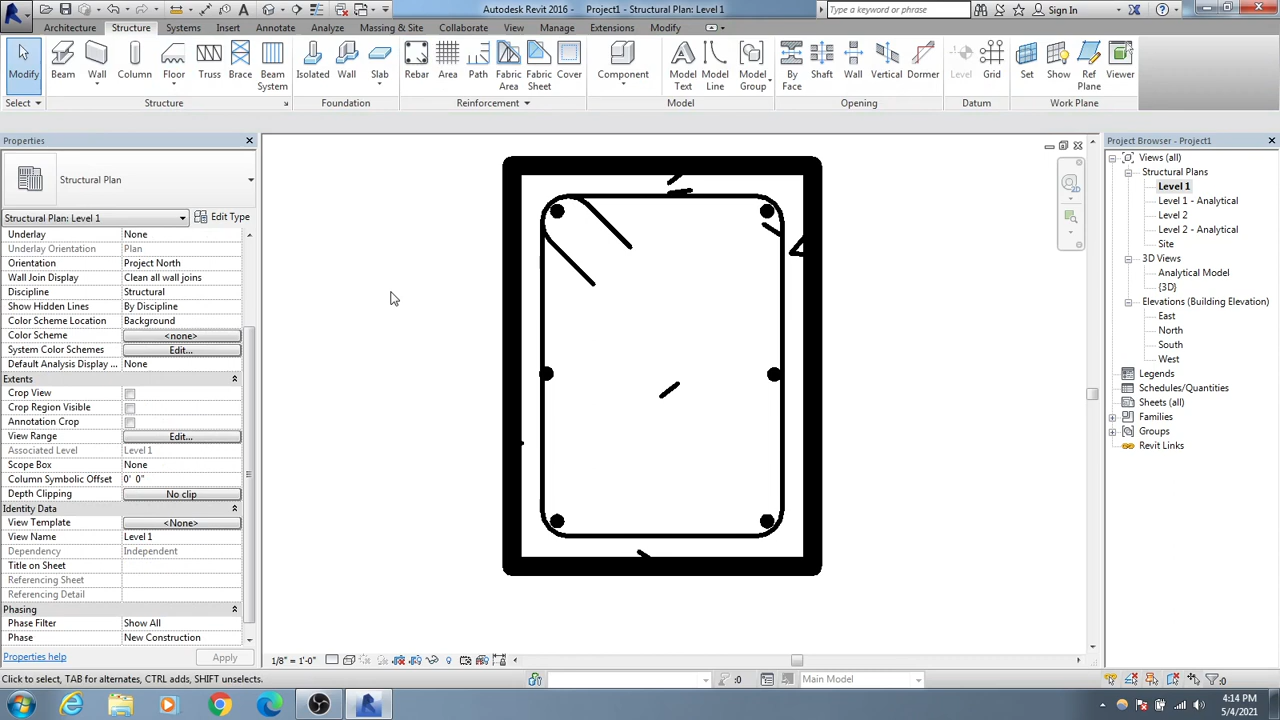 Autodesk Revit 2016 - Project1 - Structural Plan: Level 1
Type a keyword or phrase
Sign In
Architecture Structure Systems Insert Annotate Analyze Massing & Site Collaborate View Manage Extensions Modify
Modify Beam Wall Column Floor Truss Brace Beam System Isolated Wall Slab Rebar Area Path Fabric Area Fabric Sheet Cover Component Model Text Model Line Model Group By Face Shaft Wall Vertical Dormer Level Grid Set Show Ref Plane Viewer
Select Structure Foundation Reinforcement Model Opening Datum Work Plane
Properties
Structural Plan
Structural Plan: Level 1 Edit Type
Underlay None
Underlay Orientation Plan
Orientation Project North
Wall Join Display Clean all wall joins
Discipline Structural
Show Hidden Lines By Discipline
Color Scheme Location Background
Color Scheme <none>
System Color Schemes Edit...
Default Analysis Display ... None
Extents
Crop View
Crop Region Visible
Annotation Crop
View Range Edit...
Associated Level Level 1
Scope Box None
Column Symbolic Offset 0' 0"
Depth Clipping No clip
Identity Data
View Template <None>
View Name Level 1
Dependency Independent
Title on Sheet
Referencing Sheet
Referencing Detail
Phasing
Phase Filter Show All
Phase New Construction
Properties help Apply
2D
1/8" = 1'-0"
Project Browser - Project1
Views (all)
Structural Plans
Level 1
Level 1 - Analytical
Level 2
Level 2 - Analytical
Site
3D Views
Analytical Model
{3D}
Elevations (Building Elevation)
East
North
South
West
Legends
Schedules/Quantities
Sheets (all)
Families
Groups
Revit Links
Click to select, TAB for alternates, CTRL adds, SHIFT unselects.
:0
Main Model
:0
4:14 PM
5/4/2021